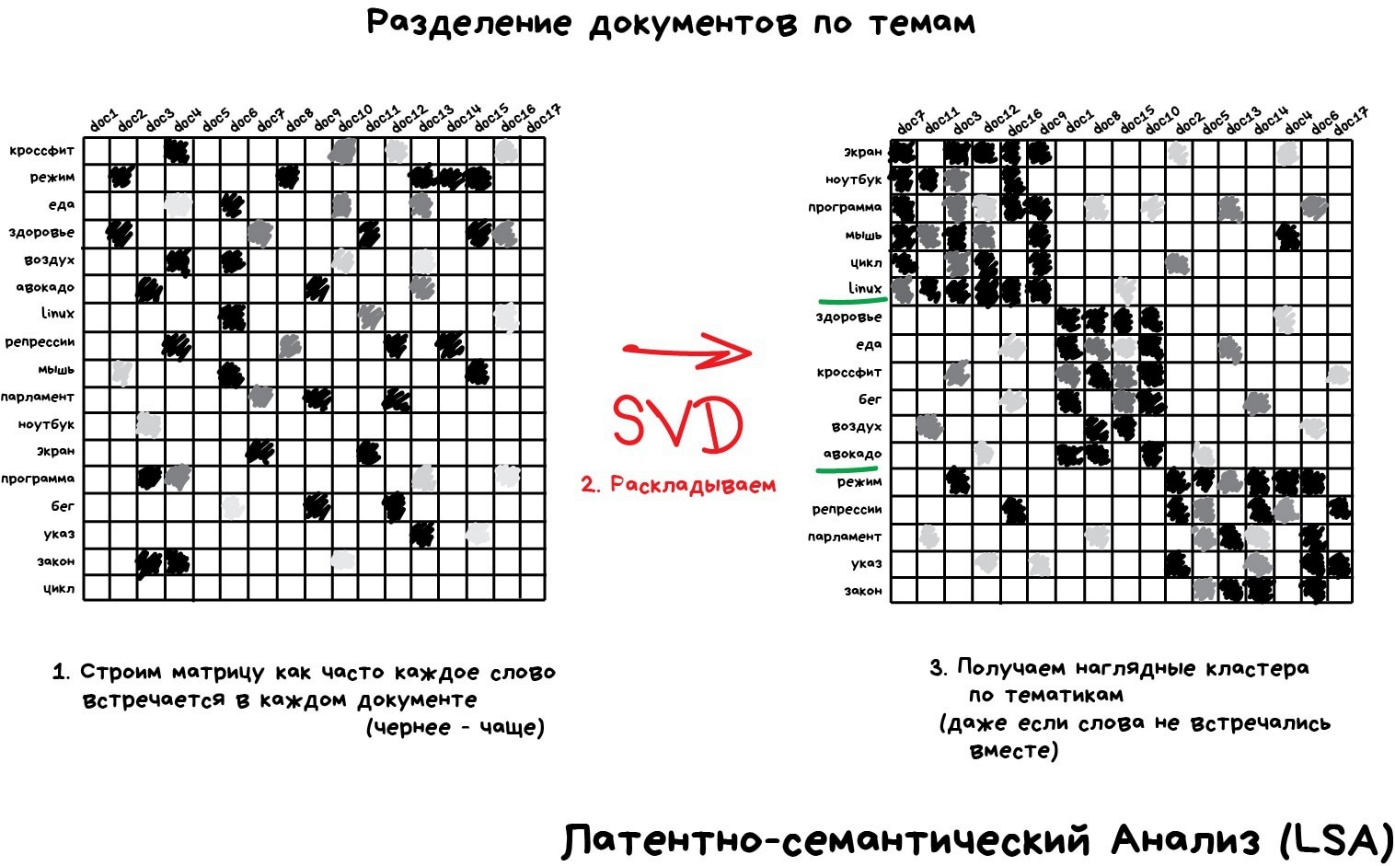 Разделение документов по темам
doc1 doc2 doc3 doc4 doc5 doc6 doc7 doc8 doc9 doc10 doc11 doc12 doc13 doc14 doc15 doc16 doc17
кроссфит
режим
еда
здоровье
воздух
авокадо
linux
репрессии
мышь
парламент
ноутбук
экран
программа
бег
указ
закон
цикл
1. Строим матрицу как часто каждое слово
встречается в каждом документе
(чернее - чаще)
SVD
2. Раскладываем
doc7 doc11 doc3 doc12 doc16 doc9 doc1 doc8 doc15 doc10 doc2 doc5 doc13 doc14 doc4 doc6 doc17
экран
ноутбук
программа
мышь
цикл
linux
здоровье
еда
кроссфит
бег
воздух
авокадо
режим
репрессии
парламент
указ
закон
3. Получаем наглядные кластера
по тематикам
(даже если слова не встречались
вместе)
Латентно-семантический Анализ (LSA)